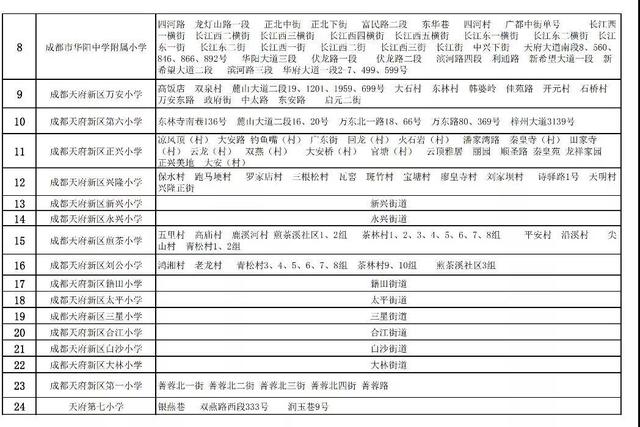 8 成都市华阳中学附属小学
四河路 龙灯山路一段 正北中街 正北下街 富民路二段 东华巷 四河村 广都中街单号 长江西一横街 长江西二横街 长江西三横街 长江西四横街 长江西五横街 长江东一横街 长江东二横街 长江东一街 长江东二街 长江西一街 长江西二街 长江西三街 长江街 中兴下街 天府大道南段8、560、846、866、892号 华阳大道三段 伏龙路一段 伏龙路二段 滨河路四段 利通路 新希望大道一段 新希望大道二段 滨河路三段 华府大道一段2-7、499、599号
9 成都天府新区万安小学
高饭店 双泉村 麓山大道二段19、1201、1959、699号 大石村 东林村 韩婆岭 佳苑路 开元村 石桥村 万安东路 政府街 中太路 东安路 启元二街
10 成都天府新区第六小学
东林寺南巷136号 麓山大道二段16、20号 万东北一路18、66号 万东路80、369号 梓州大道3139号
11 成都天府新区正兴小学
凉风顶（村） 大安路 钓鱼嘴（村） 广东街 回龙（村） 火石岩（村） 潘家湾路 秦皇寺（村） 田家寺（村） 云龙（村） 双燕（村） 大安桥（村） 官塘（村） 云顶雅居 丽园 顺圣路 秦皇苑 龙祥家园 正兴美地 大安（村）
12 成都天府新区兴隆小学
保水村 跑马埂村 罗家店村 三根松村 瓦窑 斑竹村 宝塘村 廖皇寺村 刘家坝村 诗驿路1号 大明村 兴隆正街
13 成都天府新区新兴小学 新兴街道
14 成都天府新区永兴小学 永兴街道
15 成都天府新区煎茶小学
五里村 高庙村 鹿溪河村 煎茶溪社区1、2组 茶林村1、2、3、4、5、6、7、8组 平安村 沿溪村 尖山村 青松村1、2组
16 成都天府新区刘公小学
鸿湘村 老龙村 青松村3、4、5、6、7、8组 茶林村9、10组 煎茶溪社区3组
17 成都天府新区籍田小学 籍田街道
18 成都天府新区太平小学 太平街道
19 成都天府新区三星小学 三星街道
20 成都天府新区合江小学 合江街道
21 成都天府新区白沙小学 白沙街道
22 成都天府新区大林小学 大林街道
23 成都天府新区第一小学 菁蓉北一街 菁蓉北二街 菁蓉北三街 菁蓉北四街 菁蓉路
24 天府第七小学 银燕巷 双燕路西段333号 润玉巷9号